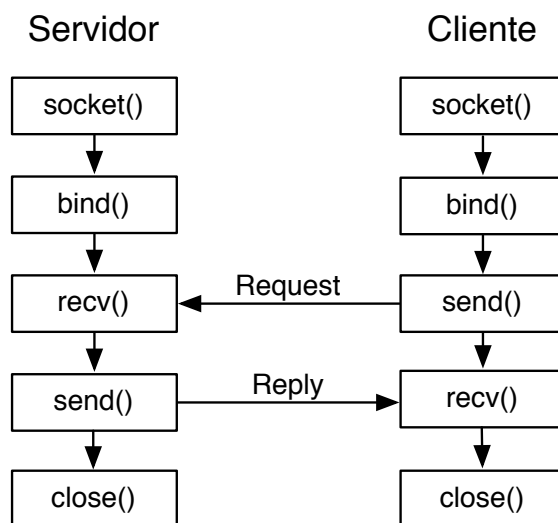 Servidor
Cliente
socket()
socket()
bind()
bind()
recv()
Request
send()
send()
Reply
recv()
close()
close()